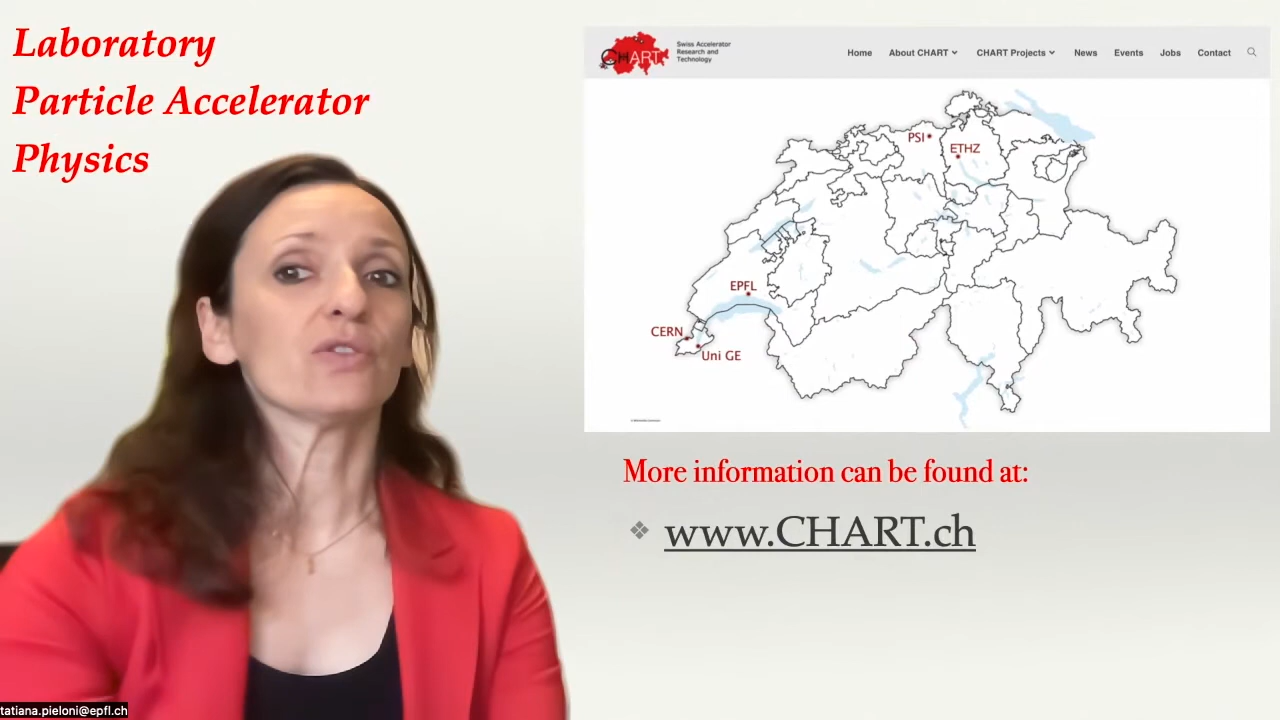 Laboratory
Particle Accelerator
Physics
CHART
Swiss Accelerator
Research and
Technology
Home About CHART CHART Projects News Events Jobs Contact
PSI
ETHZ
EPFL
CERN
Uni GE
More information can be found at:
www.CHART.ch
tatiana.pieloni@epfl.ch